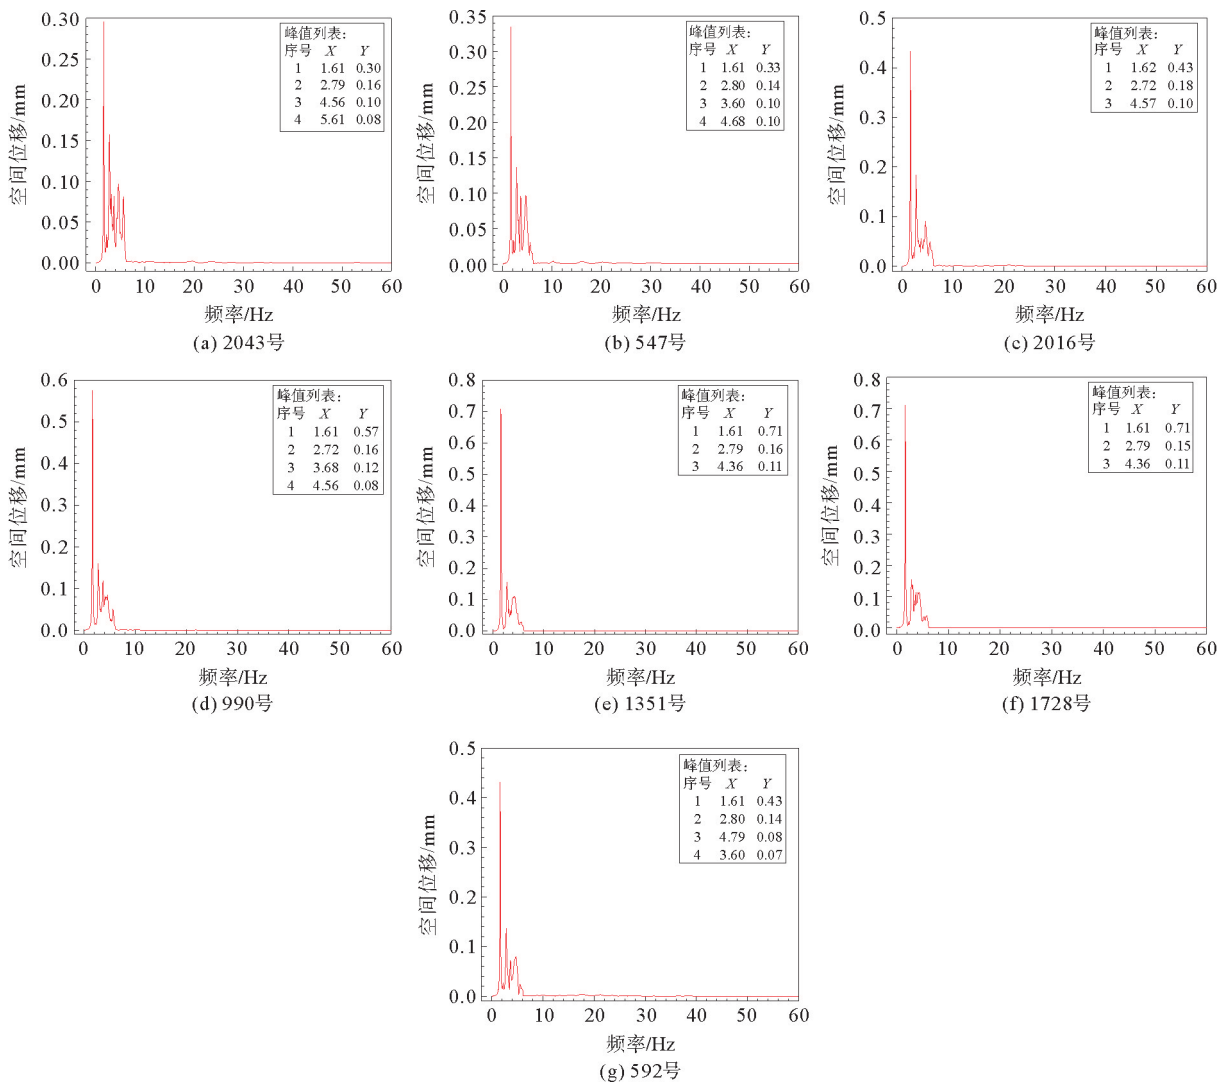 空间位移/mm
0.30
0.25
0.20
0.15
0.10
0.05
0.00
峰值列表:
序号 X Y
1 1.61 0.30
2 2.79 0.16
3 4.56 0.10
4 5.61 0.08
0 10 20 30 40 50 60
频率/Hz
(a) 2043号
空间位移/mm
0.35
0.30
0.25
0.20
0.15
0.10
0.05
0.00
峰值列表:
序号 X Y
1 1.61 0.33
2 2.80 0.14
3 3.60 0.10
4 4.68 0.10
0 10 20 30 40 50 60
频率/Hz
(b) 547号
空间位移/mm
0.5
0.4
0.3
0.2
0.1
0.0
峰值列表:
序号 X Y
1 1.62 0.43
2 2.72 0.18
3 4.57 0.10
0 10 20 30 40 50 60
频率/Hz
(c) 2016号
空间位移/mm
0.6
0.5
0.4
0.3
0.2
0.1
0.0
峰值列表:
序号 X Y
1 1.61 0.57
2 2.72 0.16
3 3.68 0.12
4 4.56 0.08
0 10 20 30 40 50 60
频率/Hz
(d) 990号
空间位移/mm
0.8
0.7
0.6
0.5
0.4
0.3
0.2
0.1
0.0
峰值列表:
序号 X Y
1 1.61 0.71
2 2.79 0.16
3 4.36 0.11
0 10 20 30 40 50 60
频率/Hz
(e) 1351号
空间位移/mm
0.8
0.7
0.6
0.5
0.4
0.3
0.2
0.1
0.0
峰值列表:
序号 X Y
1 1.61 0.71
2 2.79 0.15
3 4.36 0.11
0 10 20 30 40 50 60
频率/Hz
(f) 1728号
空间位移/mm
0.5
0.4
0.3
0.2
0.1
0.0
峰值列表:
序号 X Y
1 1.61 0.43
2 2.80 0.14
3 4.79 0.08
4 3.60 0.07
0 10 20 30 40 50 60
频率/Hz
(g) 592号